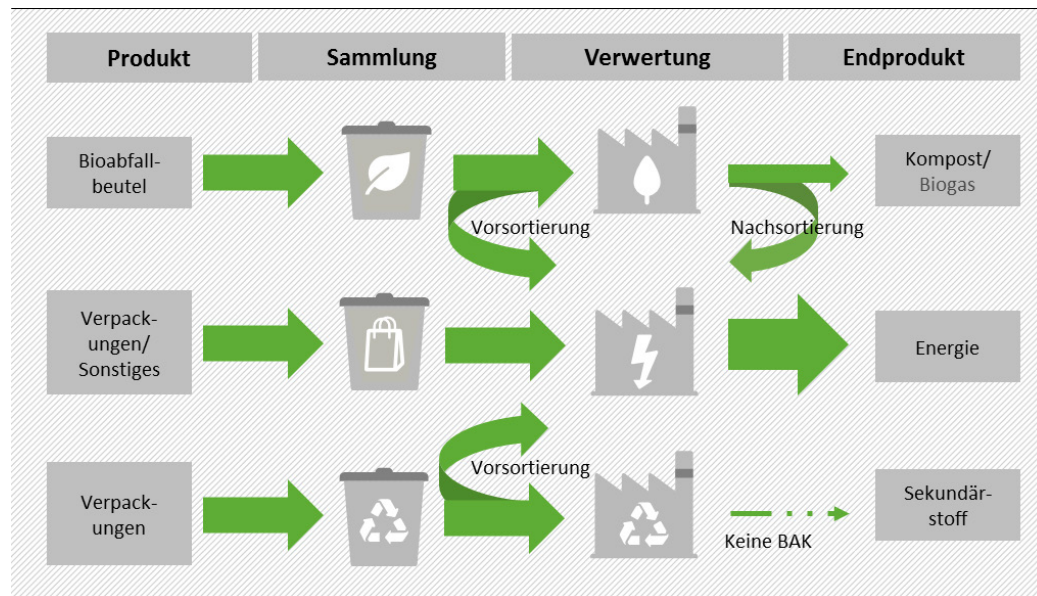 Produkt
Sammlung
Verwertung
Endprodukt
Bioabfall-
beutel
Vorsortierung
Nachsortierung
Kompost/
Biogas
Verpack-
ungen/
Sonstiges
Energie
Verpack-
ungen
Vorsortierung
Keine BAK
Sekundär-
stoff